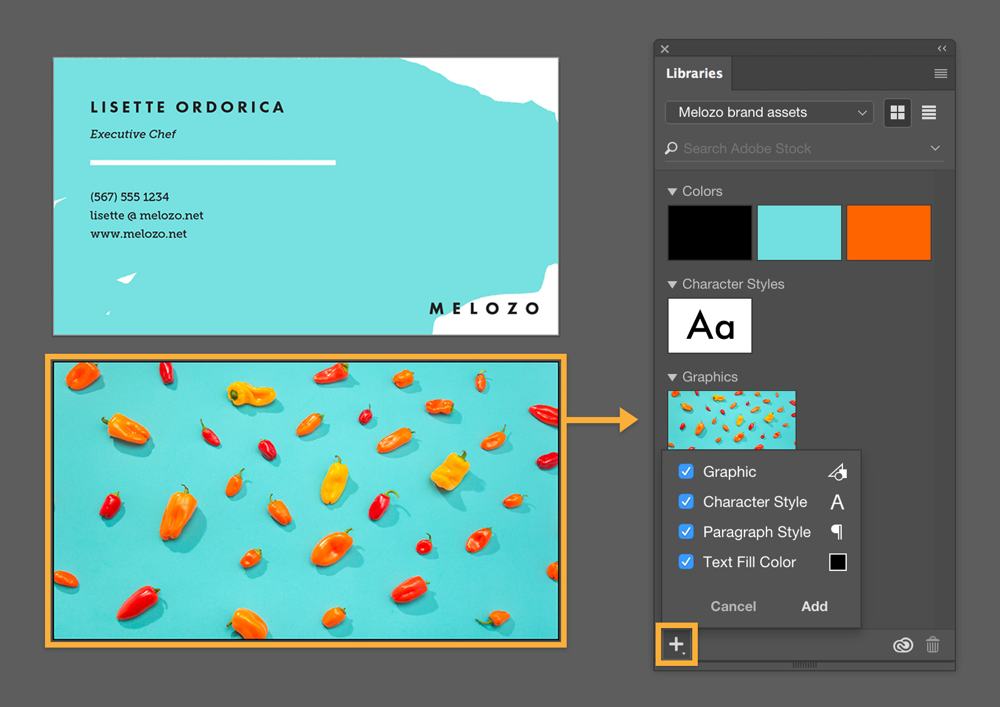 LISETTE ORDORICA
Executive Chef
(567) 555 1234
lisette @ melozo.net
www.melozo.net
MELOZO
Libraries
Melozo brand assets
Search Adobe Stock
Colors
Character Styles
Aa
Graphics
Graphic
Character Style A
Paragraph Style ¶
Text Fill Color
Cancel Add